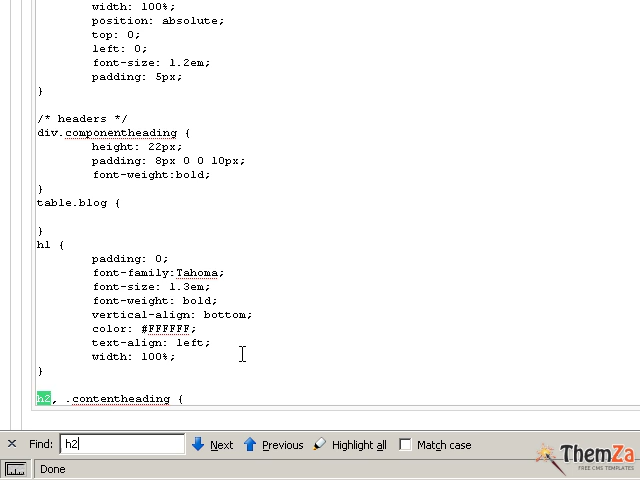 width: 100%;
position: absolute;
top: 0;
left: 0;
font-size: 1.2em;
padding: 5px;
}
/* headers */
div.componentheading {
height: 22px;
padding: 8px 0 0 10px;
font-weight:bold;
}
table.blog {
}
h1 {
padding: 0;
font-family:Tahoma;
font-size: 1.3em;
font-weight: bold;
vertical-align: bottom;
color: #FFFFFF;
text-align: left;
width: 100%;
}
h2, .contentheading {
Find: h2 Next Previous Highlight all Match case
ThemZa
FREE CMS TEMPLATES
Done